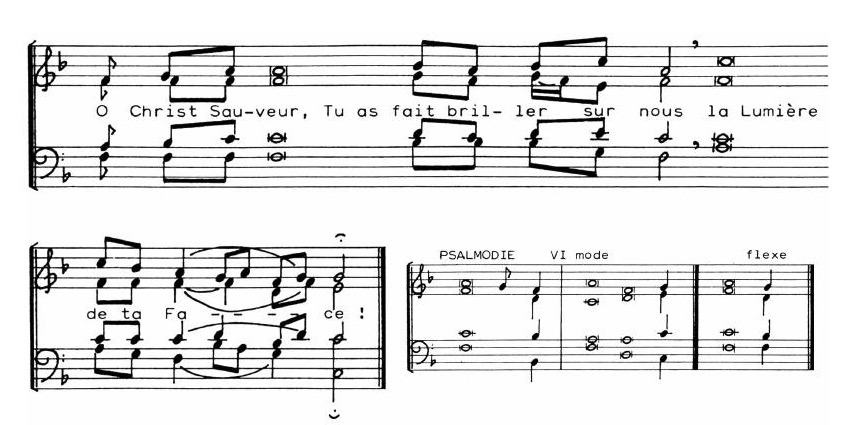 O Christ Sau-veur, Tu as fait bril- ler sur nous la Lumière
de ta Fa - - - - - ce !
PSALMODIE VI mode flexe